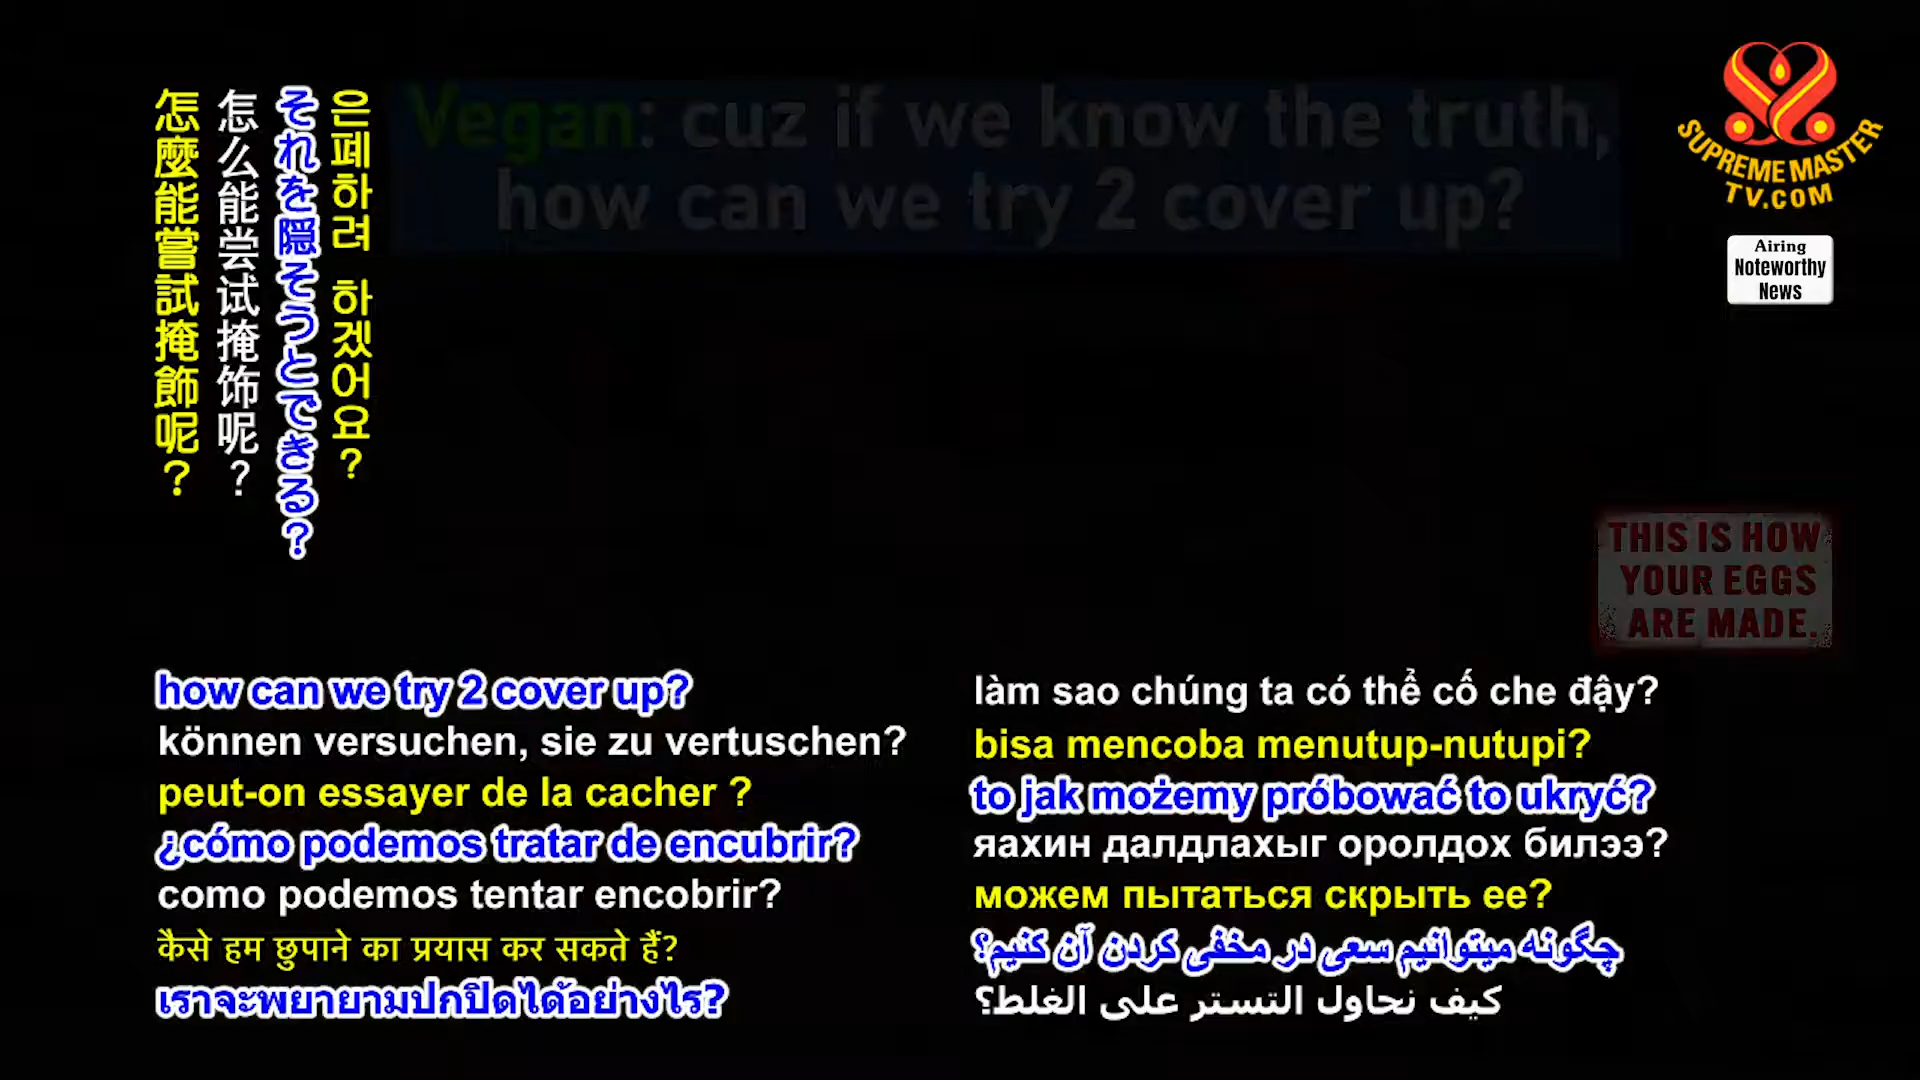 怎麼能嘗試掩飾呢？
怎么能尝试掩饰呢？
それを隠そうとできる？
은폐하려 하겠어요?
Vegan: cuz if we know the truth,
how can we try 2 cover up?
SUPREME MASTER
TV.COM
Airing
Noteworthy
News
THIS IS HOW
YOUR EGGS
ARE MADE.
how can we try 2 cover up?
können versuchen, sie zu vertuschen?
peut-on essayer de la cacher ?
¿cómo podemos tratar de encubrir?
como podemos tentar encobrir?
कैसे हम छुपाने का प्रयास कर सकते हैं?
เราจะพยายามปกปิดได้อย่างไร?
làm sao chúng ta có thể cố che đậy?
bisa mencoba menutup-nutupi?
to jak możemy próbować to ukryć?
яахин далдлахыг оролдох билээ?
можем пытаться скрыть ее?
چگونه میتوانیم سعی در مخفی کردن آن کنیم؟
كيف نحاول التستر على الغلط؟